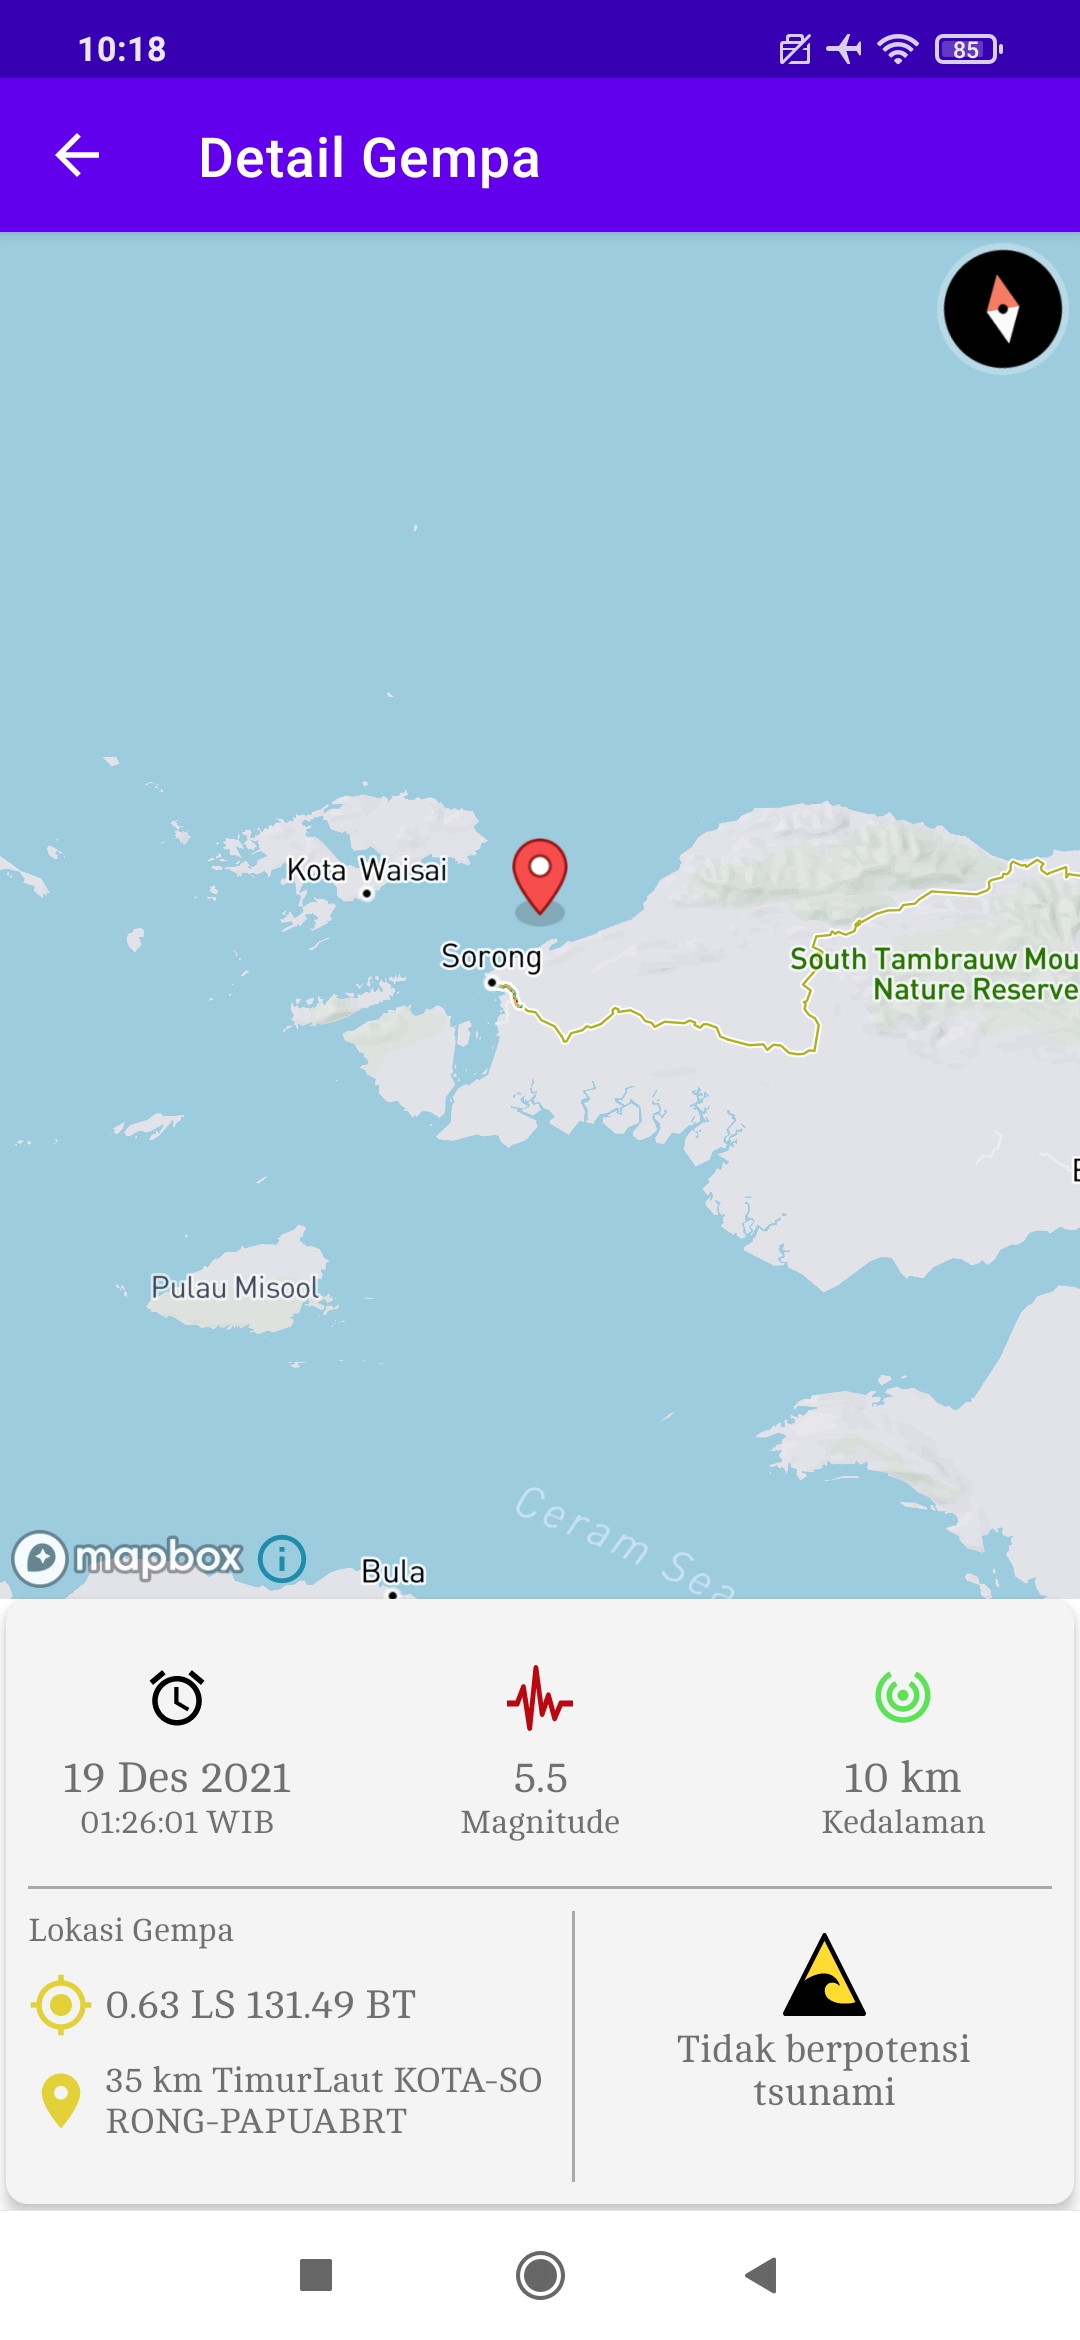 10:18
85
Detail Gempa
Kota Waisai
Sorong
South Tambrauw Mou
Nature Reserve
Pulau Misool
Ceram Sea
mapbox
Bula
19 Des 2021
01:26:01 WIB
5.5
Magnitude
10 km
Kedalaman
Lokasi Gempa
0.63 LS 131.49 BT
35 km TimurLaut KOTA-SO
RONG-PAPUABRT
Tidak berpotensi
tsunami